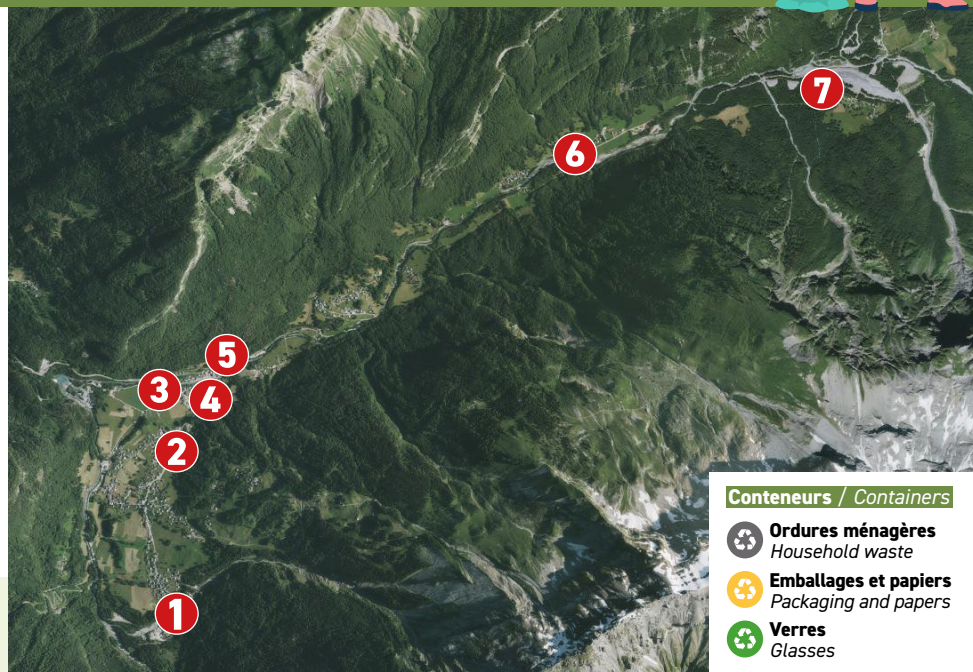 7
6
5
3
4
2
1
Conteneurs / Containers
Ordures ménagères
Household waste
Emballages et papiers
Packaging and papers
Verres
Glasses